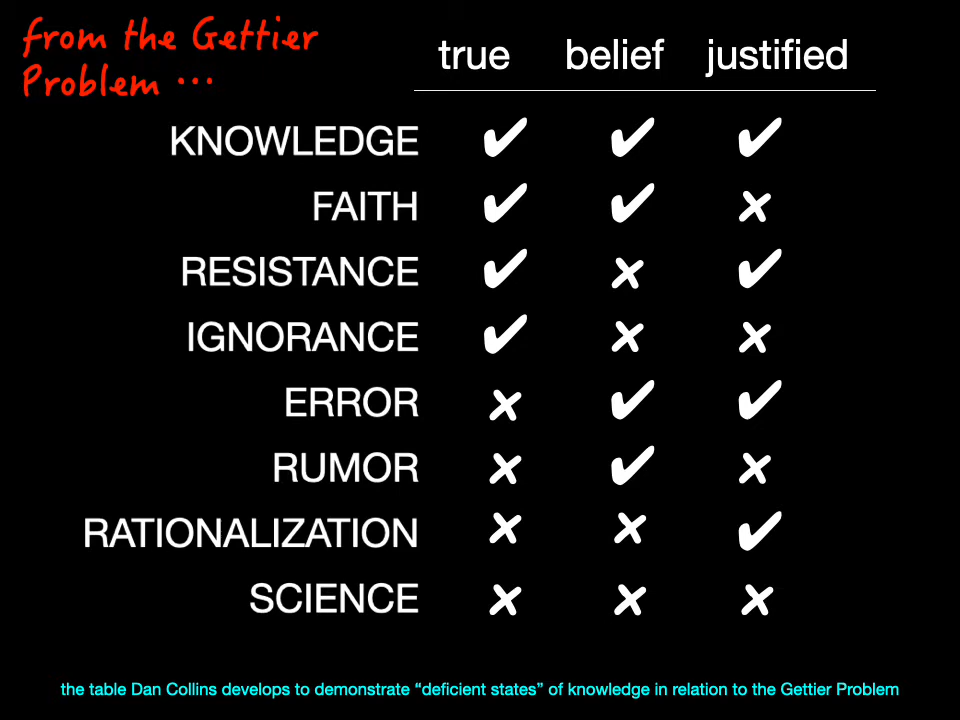 from the Gettier
Problem ...
true belief justified
KNOWLEDGE ✔ ✔ ✔
FAITH ✔ ✔ ✖
RESISTANCE ✔ ✖ ✔
IGNORANCE ✔ ✖ ✖
ERROR ✖ ✔ ✔
RUMOR ✖ ✔ ✖
RATIONALIZATION ✖ ✖ ✔
SCIENCE ✖ ✖ ✖
the table Dan Collins develops to demonstrate “deficient states” of knowledge in relation to the Gettier Problem